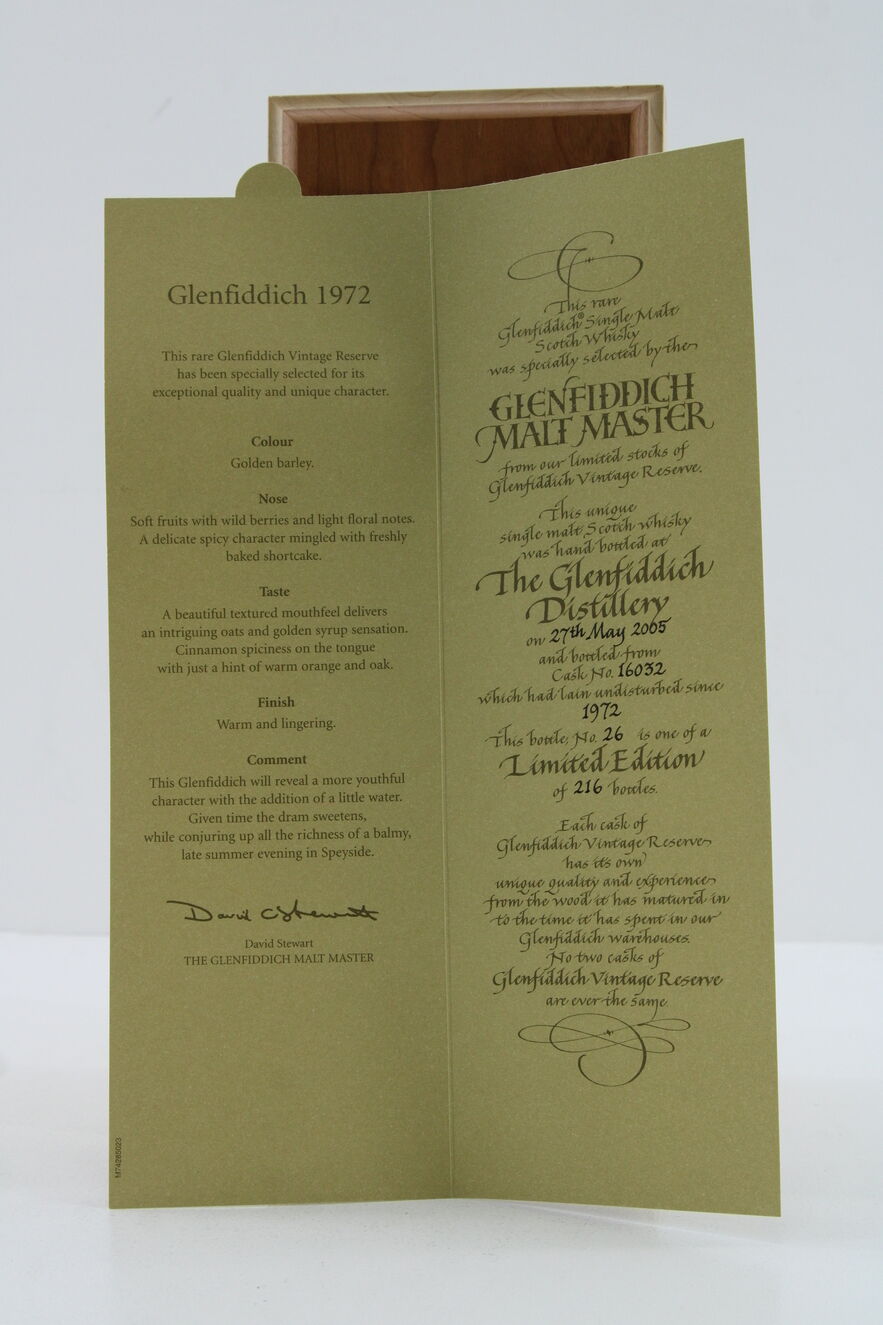 Glenfiddich 1972
This rare Glenfiddich Vintage Reserve
has been specially selected for its
exceptional quality and unique character.
Colour
Golden barley.
Nose
Soft fruits with wild berries and light floral notes.
A delicate spicy character mingled with freshly
baked shortcake.
Taste
A beautiful textured mouthfeel delivers
an intriguing oats and golden syrup sensation.
Cinnamon spiciness on the tongue
with just a hint of warm orange and oak.
Finish
Warm and lingering.
Comment
This Glenfiddich will reveal a more youthful
character with the addition of a little water.
Given time the dram sweetens,
while conjuring up all the richness of a balmy,
late summer evening in Speyside.
David C Stewart
David Stewart
THE GLENFIDDICH MALT MASTER
M74265023
This rare
Glenfiddich® Single Malt
Scotch Whisky
was specially selected by the
GLENFIDDICH
MALT MASTER
from our limited stocks of
Glenfiddich Vintage Reserve.
This unique
single malt Scotch whisky
was hand bottled at
The Glenfiddich
Distillery
on 27th May 2005
and bottled from
Cask No. 16032
which had lain undisturbed since
1972
This bottle, No. 26 is one of a
Limited Edition
of 216 bottles.
Each cask of
Glenfiddich Vintage Reserve
has its own
unique quality and experience
from the wood it has matured in
to the time it has spent in our
Glenfiddich warehouses.
No two casks of
Glenfiddich Vintage Reserve
are ever the same.